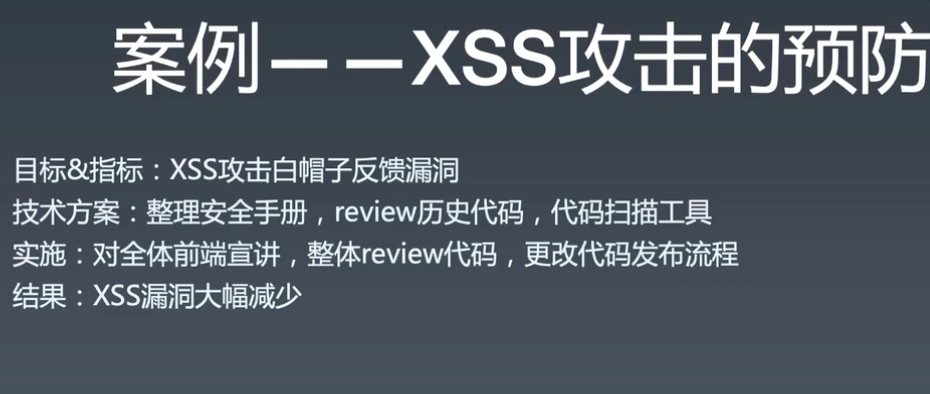 案例——XSS攻击的预防
目标&指标：XSS攻击白帽子反馈漏洞
技术方案：整理安全手册，review历史代码，代码扫描工具
实施：对全体前端宣讲，整体review代码，更改代码发布流程
结果：XSS漏洞大幅减少